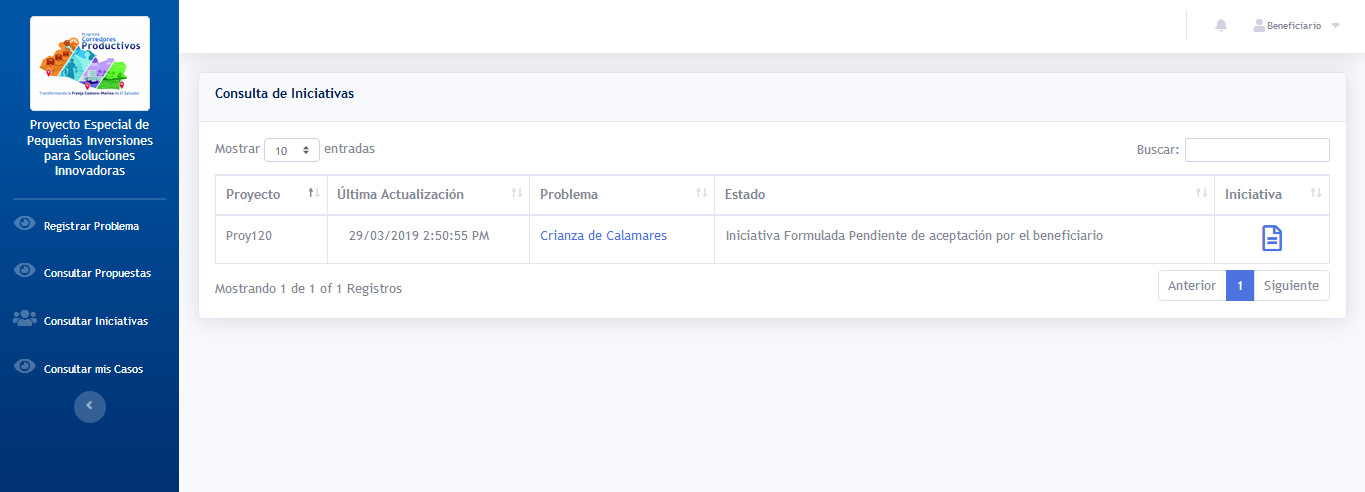 Programa
Corredores
Productivos
Transformando la Franja Costero-Marina de El Salvador
Proyecto Especial de
Pequeñas Inversiones
para Soluciones
Innovadoras
Registrar Problema
Consultar Propuestas
Consultar Iniciativas
Consultar mis Casos
Beneficiario
Consulta de Iniciativas
Mostrar 10 entradas
Buscar:
Proyecto Última Actualización Problema Estado Iniciativa
Proy120 29/03/2019 2:50:55 PM Crianza de Calamares Iniciativa Formulada Pendiente de aceptación por el beneficiario
Mostrando 1 de 1 of 1 Registros
Anterior 1 Siguiente